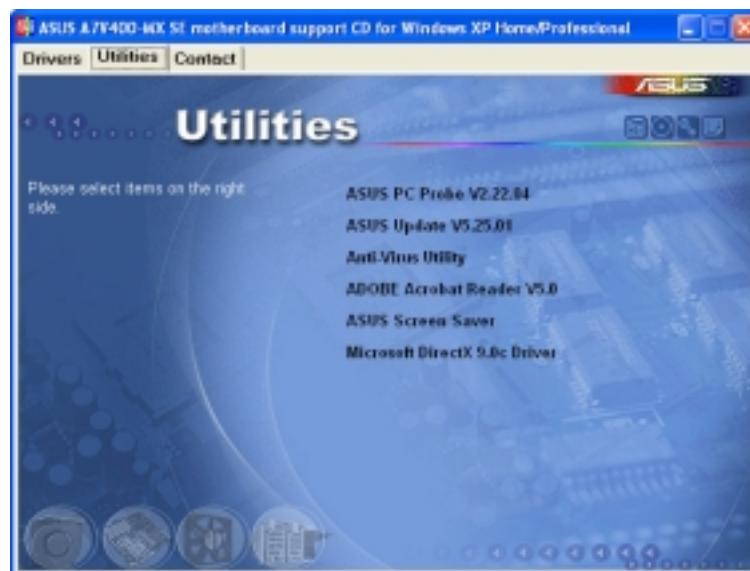 ASUS A7V400-MX SE motherboard support CD for Windows XP Home/Professional
Drivers Utilities Contact
ASUS
Utilities
Please select items on the right
side.
ASUS PC Probe V2.22.04
ASUS Update V5.25.01
Anti-Virus Utility
ADOBE Acrobat Reader V5.0
ASUS Screen Saver
Microsoft DirectX 9.0c Driver